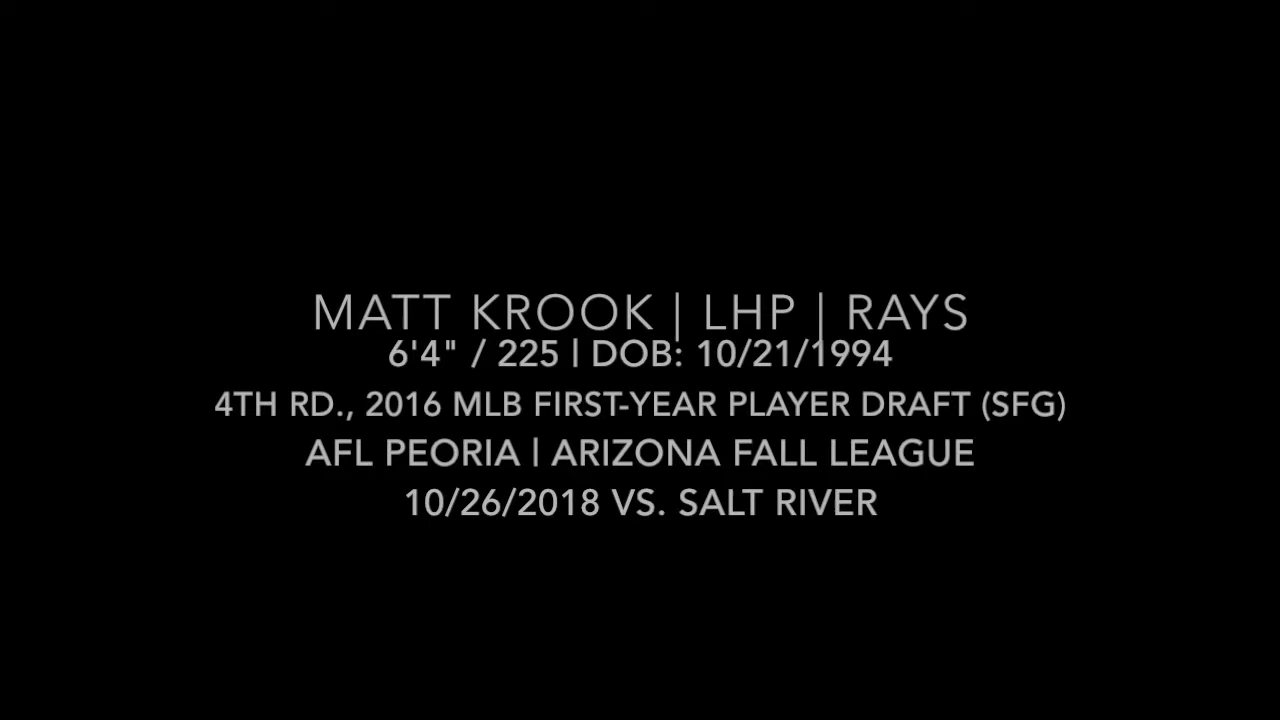 MATT KROOK | LHP | RAYS
6'4" / 225 | DOB: 10/21/1994
4TH RD., 2016 MLB FIRST-YEAR PLAYER DRAFT (SFG)
AFL PEORIA | ARIZONA FALL LEAGUE
10/26/2018 VS. SALT RIVER